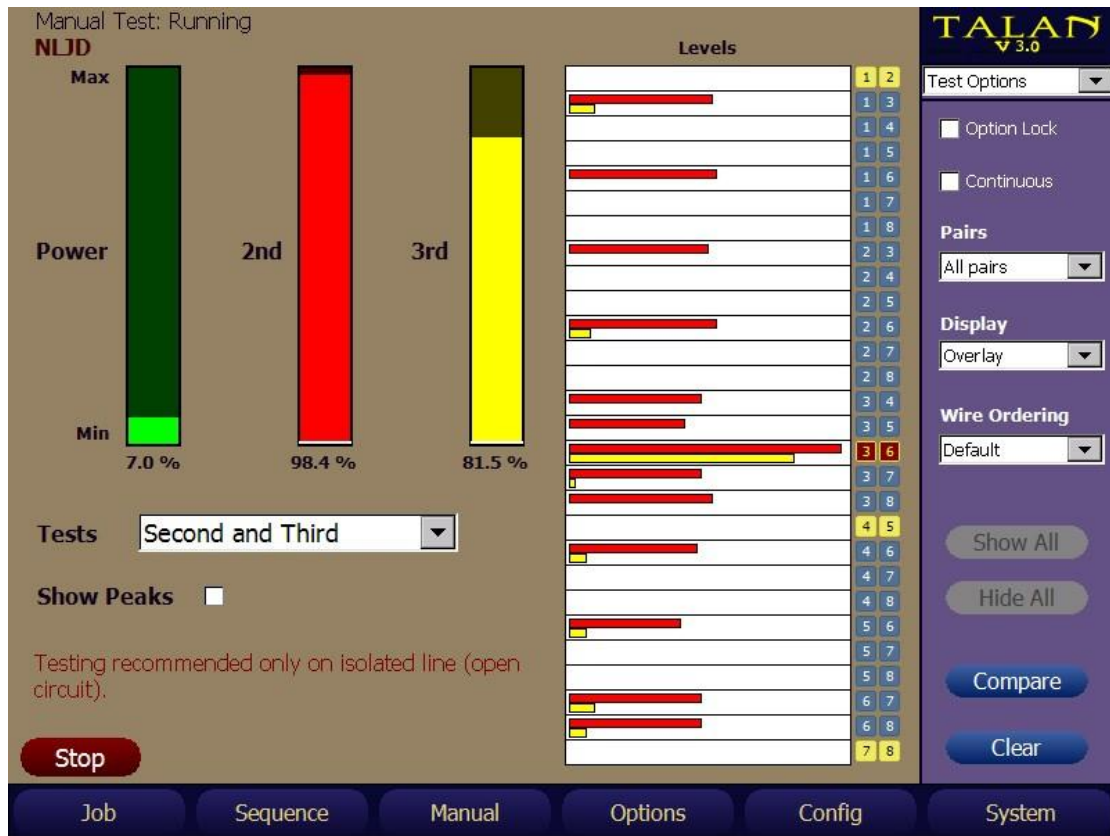 Manual Test: Running
NLJD
Max
Power
Min
7.0 %
2nd
98.4 %
3rd
81.5 %
Tests
Second and Third
Show Peaks
Testing recommended only on isolated line (open
circuit).
Stop
Levels
1 2
1 3
1 4
1 5
1 6
1 7
1 8
2 3
2 4
2 5
2 6
2 7
2 8
3 4
3 5
3 6
3 7
3 8
4 5
4 6
4 7
4 8
5 6
5 7
5 8
6 7
6 8
7 8
TALAN
v 3.0
Test Options
Option Lock
Continuous
Pairs
All pairs
Display
Overlay
Wire Ordering
Default
Show All
Hide All
Compare
Clear
Job
Sequence
Manual
Options
Config
System